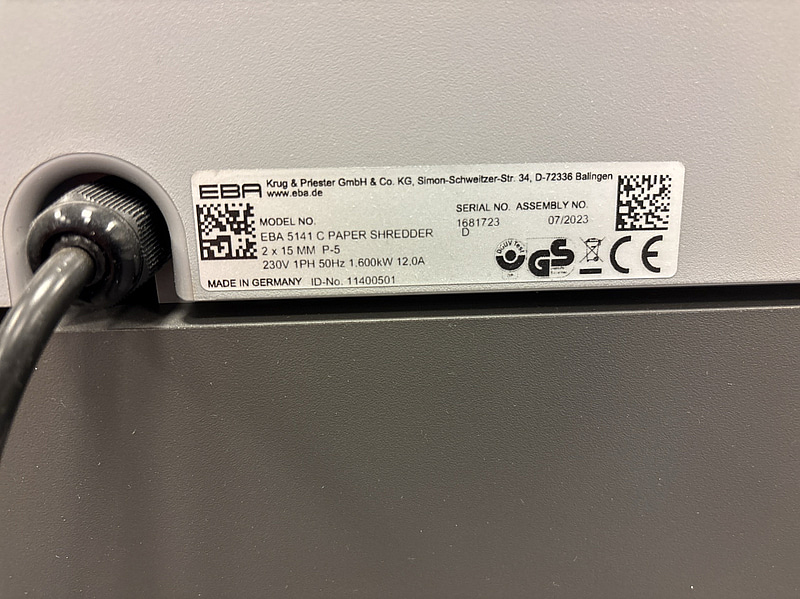 EBA Krug & Priester GmbH & Co. KG, Simon-Schweitzer-Str. 34, D-72336 Balingen
www.eba.de
MODEL NO.
EBA 5141 C PAPER SHREDDER
2 x 15 MM P-5
230V 1PH 50Hz 1.600kW 12.0A
MADE IN GERMANY ID-No. 11400501
SERIAL NO. ASSEMBLY NO.
1681723 07/2023
D
DGUV Test
GS
CE